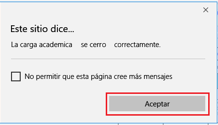 Este sitio dice...
La carga academica se cerro correctamente.
No permitir que esta página cree más mensajes
Aceptar